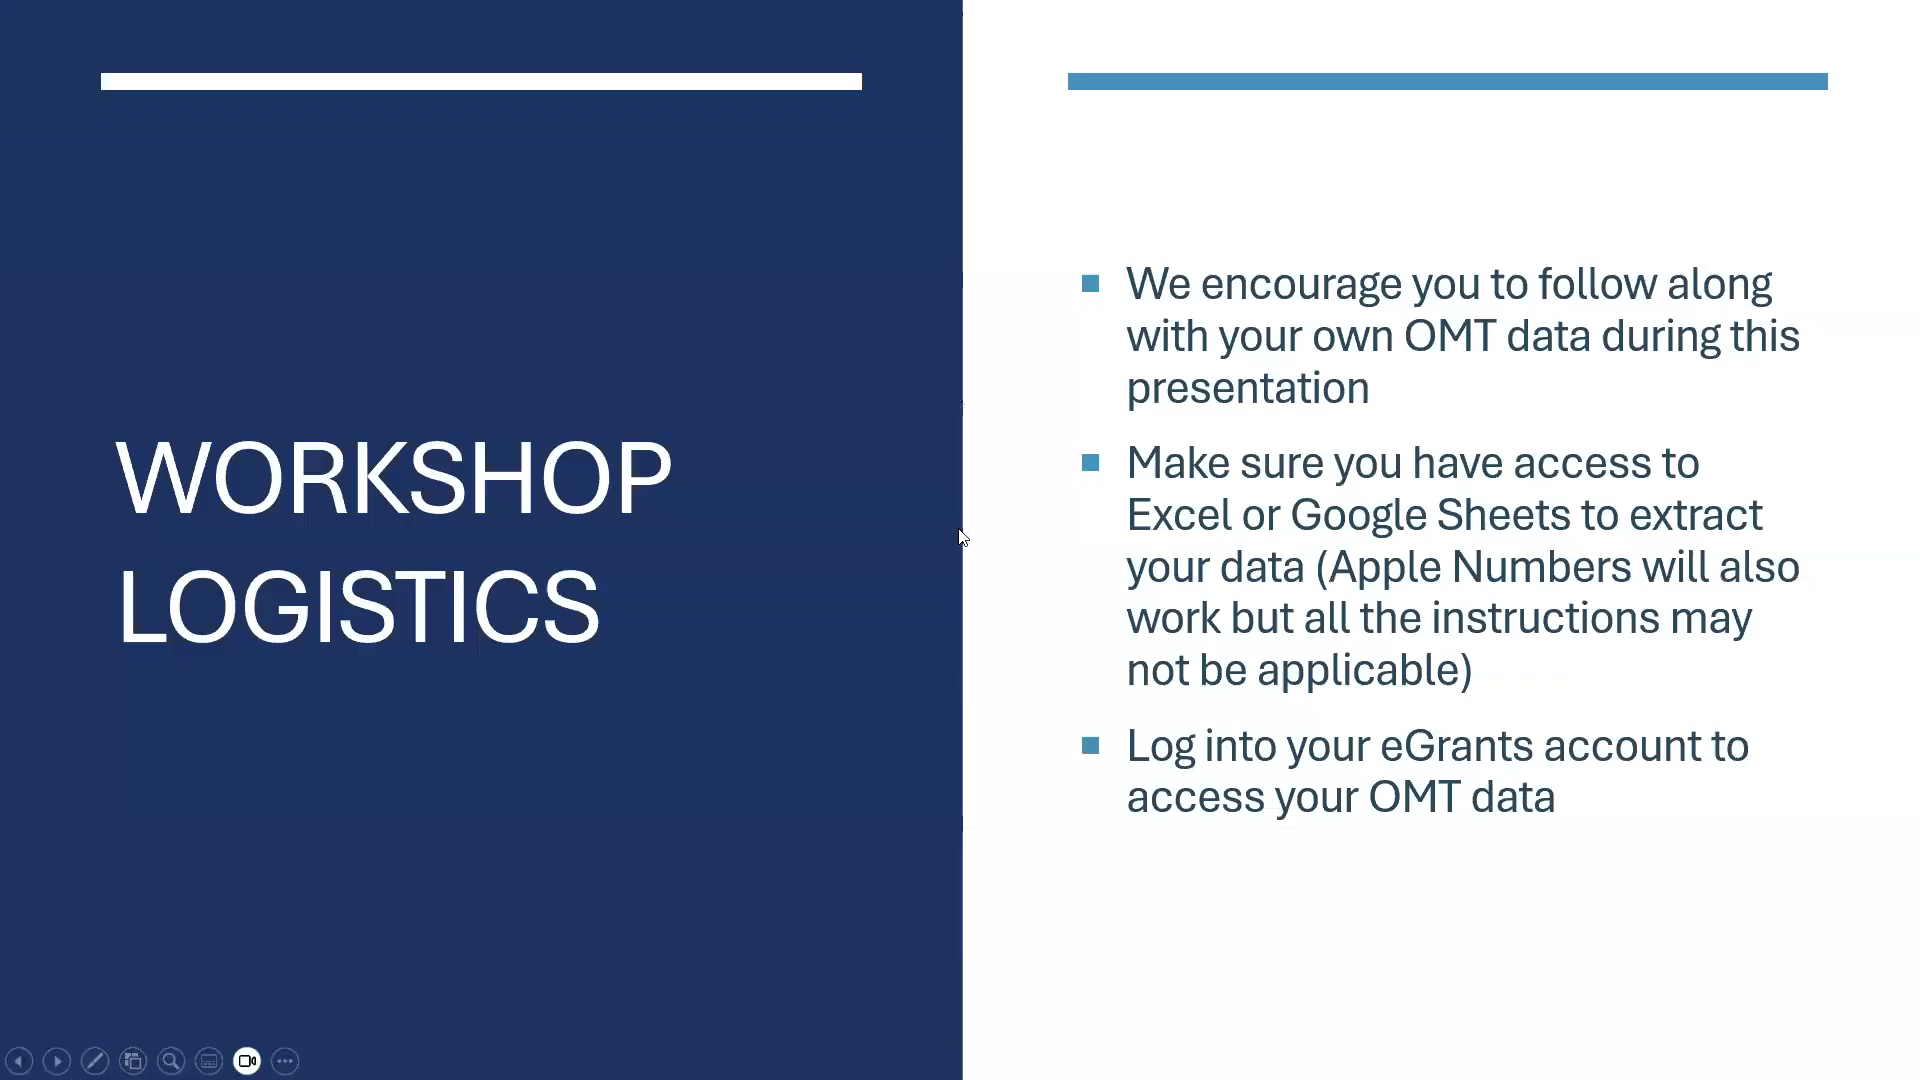 WORKSHOP
LOGISTICS
We encourage you to follow along
with your own OMT data during this
presentation
Make sure you have access to
Excel or Google Sheets to extract
your data (Apple Numbers will also
work but all the instructions may
not be applicable)
Log into your eGrants account to
access your OMT data